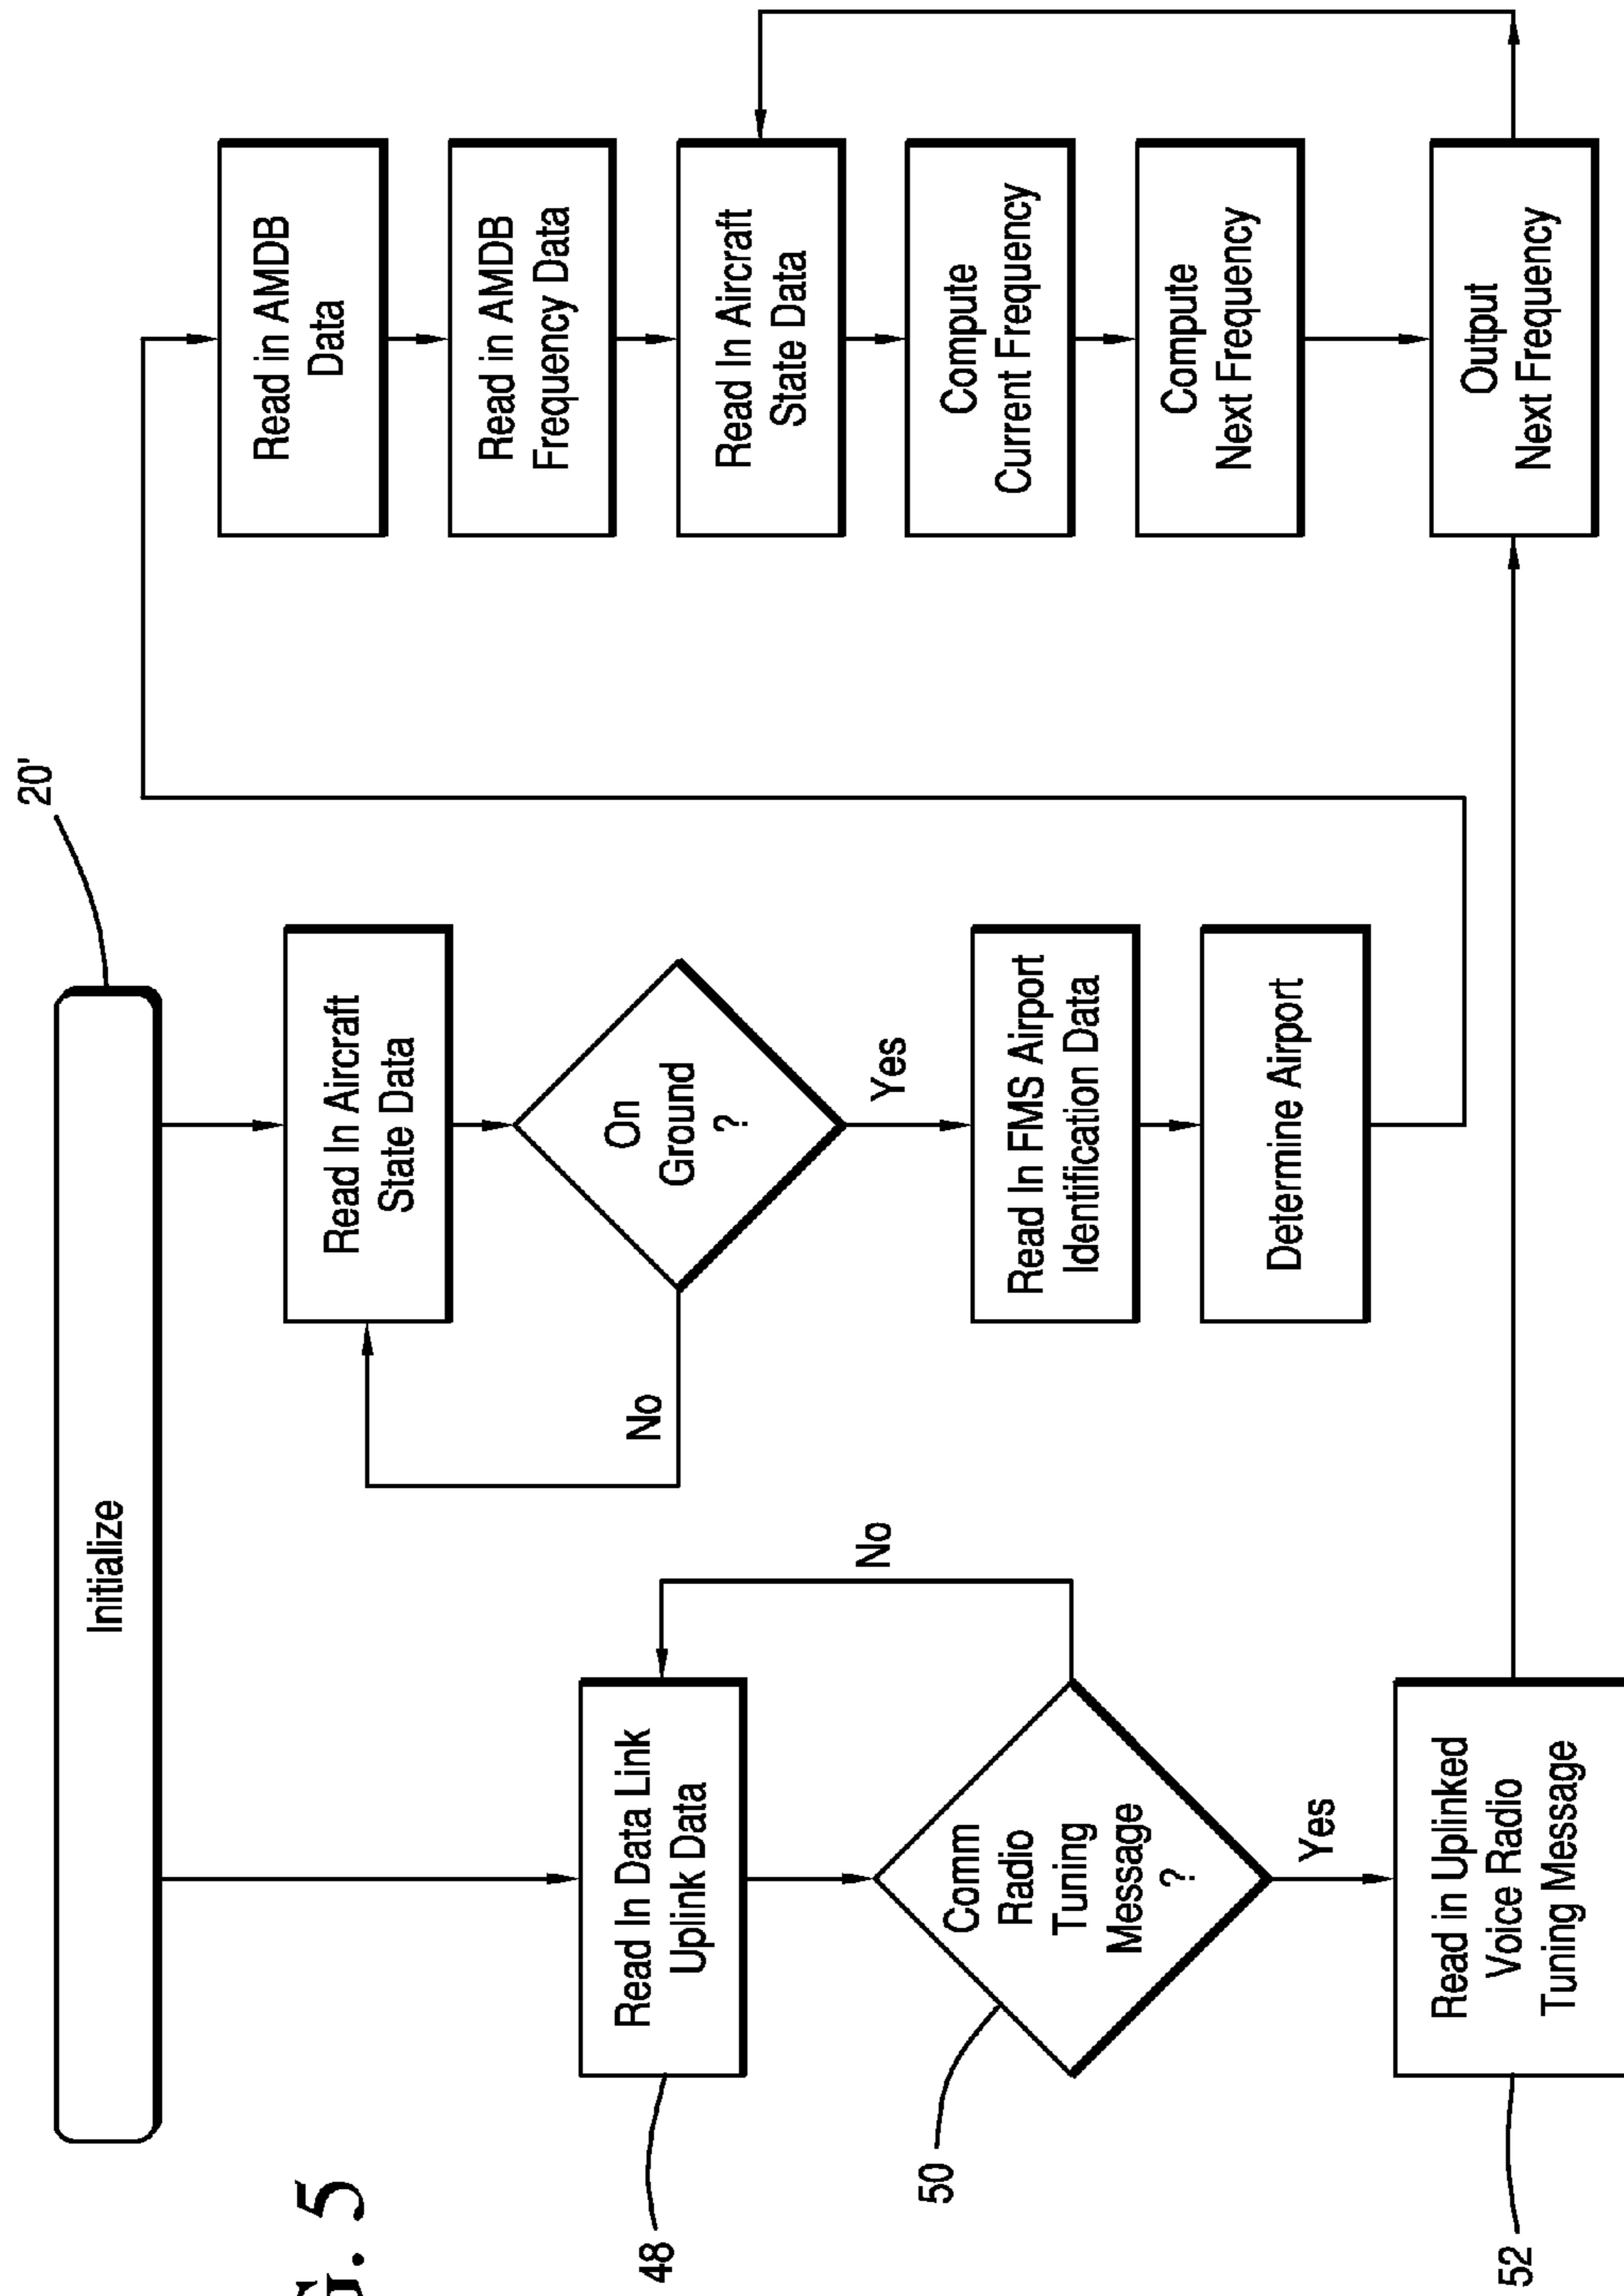 20'
Initialize
Read In Data Link
Uplink Data
48
Comm
Radio
Tuning
Message
?
50
No
Yes
Read in Uplinked
Voice Radio
Tuning Message
52
Read In Aircraft
State Data
On
Ground
?
No
Yes
Read In FMS Airport
Identification Data
Determine Airport
Read in AMDB
Data
Read in AMDB
Frequency Data
Read In Aircraft
State Data
Compute
Current Frequency
Compute
Next Frequency
Output
Next Frequency
G. 5